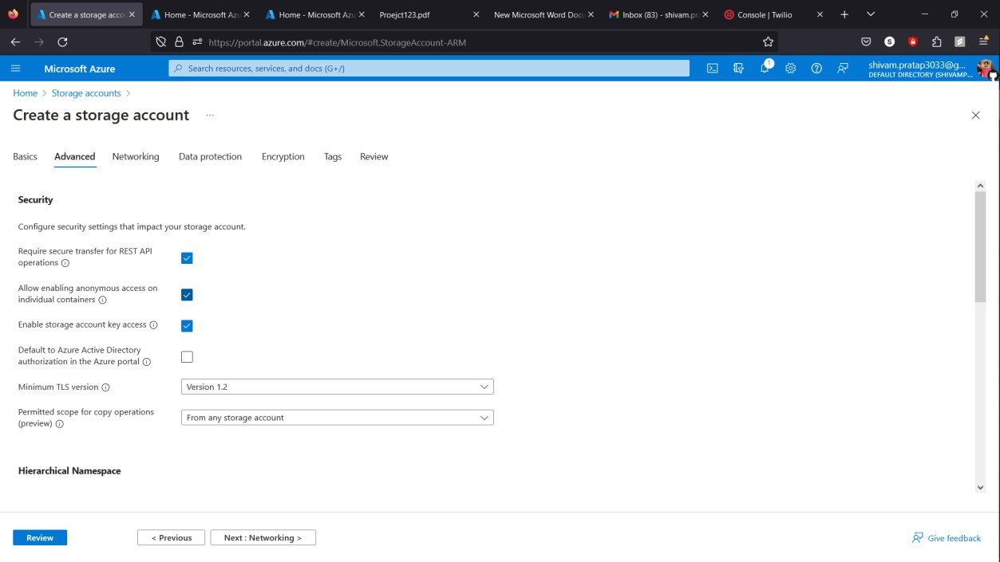 Create a storage accou
Home - Microsoft Azu
Home - Microsoft Azu
Proejct123.pdf
New Microsoft Word Docu
Inbox (83) - shivam.pra
Console | Twilio
https://portal.azure.com/#create/Microsoft.StorageAccount-ARM
S
Microsoft Azure
Search resources, services, and docs (G+/)
1
shivam.pratap3033@g...
DEFAULT DIRECTORY (SHIVAMP...
Home > Storage accounts >
Create a storage account ...
Basics
Advanced
Networking
Data protection
Encryption
Tags
Review
Security
Configure security settings that impact your storage account.
Require secure transfer for REST API
operations
Allow enabling anonymous access on
individual containers
Enable storage account key access
Default to Azure Active Directory
authorization in the Azure portal
Minimum TLS version
Version 1.2
Permitted scope for copy operations
(preview)
From any storage account
Hierarchical Namespace
Review
< Previous
Next : Networking >
Give feedback